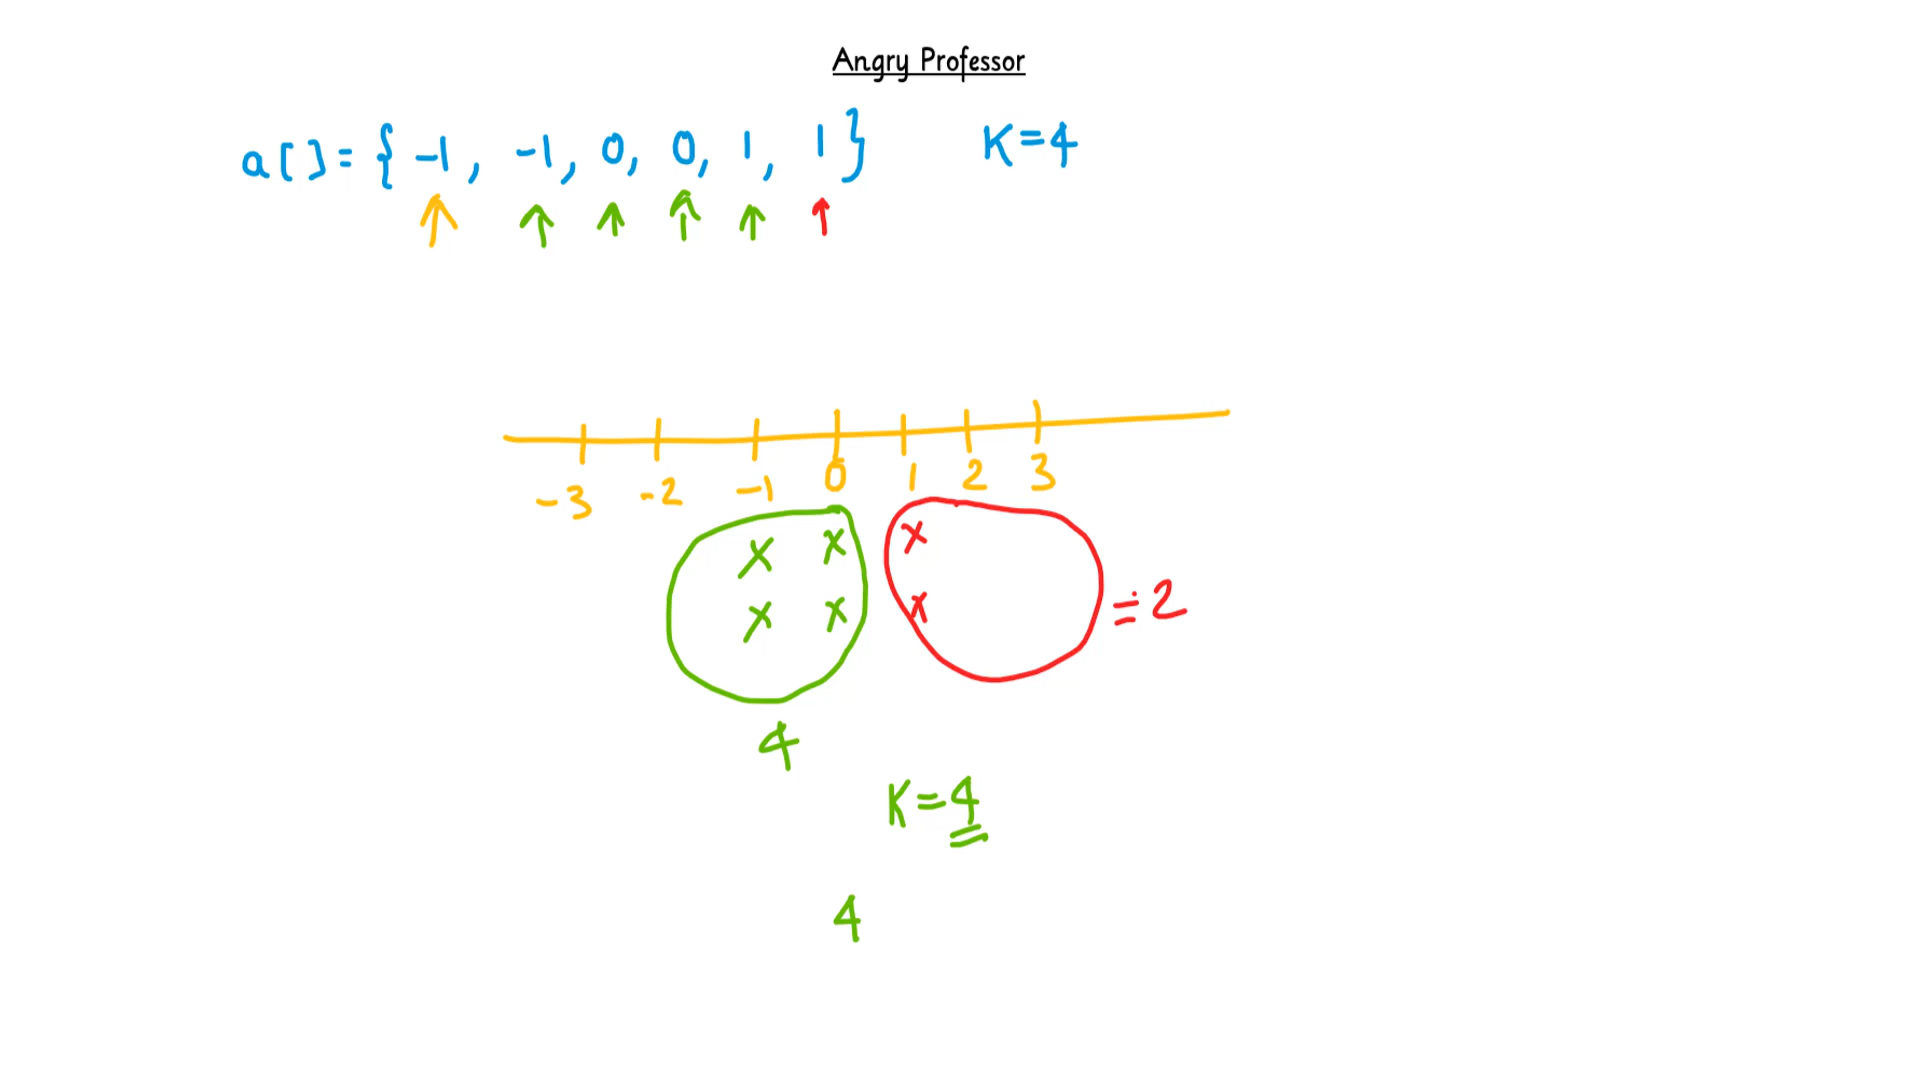 Angry Professor
a[]={-1, -1, 0, 0, 1, 1} K=4
-3 -2 -1 0 1 2 3
x x x
x x x =2
4
K=4
4